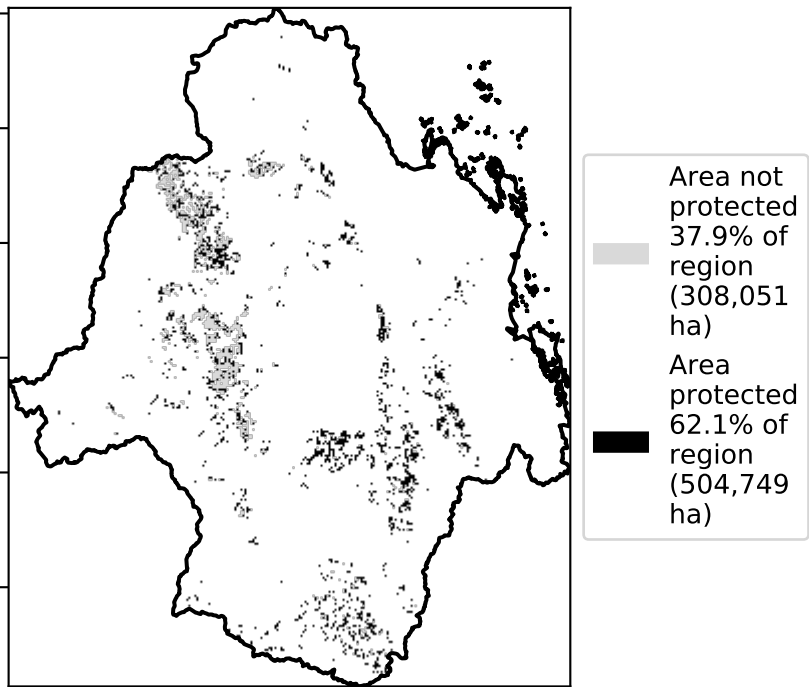 Area not
protected
37.9% of
region
(308,051
ha)
Area
protected
62.1% of
region
(504,749
ha)